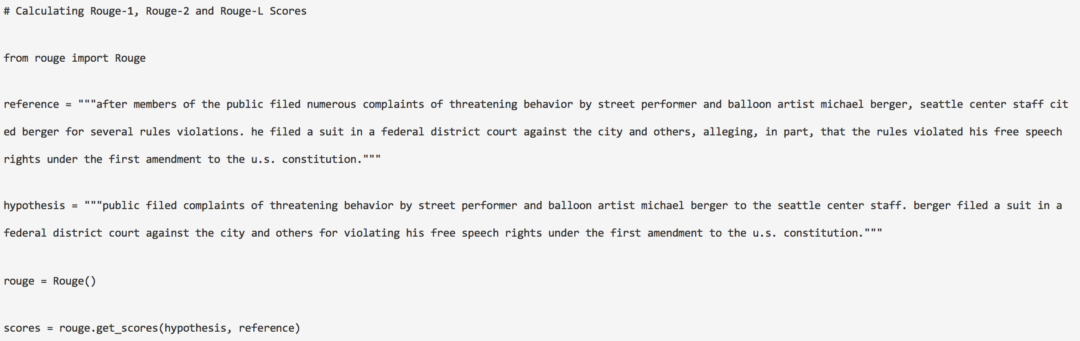 # Calculating Rouge-1, Rouge-2 and Rouge-L Scores
from rouge import Rouge
reference = """after members of the public filed numerous complaints of threatening behavior by street performer and balloon artist michael berger, seattle center staff cit
ed berger for several rules violations. he filed a suit in a federal district court against the city and others, alleging, in part, that the rules violated his free speech
rights under the first amendment to the u.s. constitution."""
hypothesis = """public filed complaints of threatening behavior by street performer and balloon artist michael berger to the seattle center staff. berger filed a suit in a
federal district court against the city and others for violating his free speech rights under the first amendment to the u.s. constitution."""
rouge = Rouge()
scores = rouge.get_scores(hypothesis, reference)